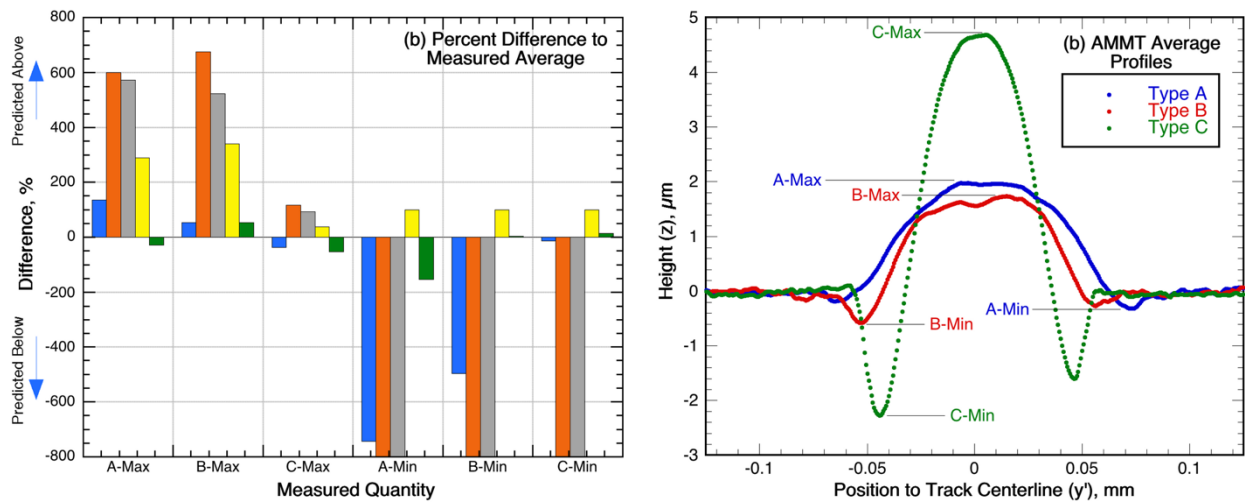 (b) Percent Difference to
Measured Average
Predicted Above
Predicted Below
Difference, %
800
600
400
200
0
-200
-400
-600
-800
A-Max B-Max C-Max A-Min B-Min C-Min
Measured Quantity
(b) AMMT Average
Profiles
Type A
Type B
Type C
C-Max
A-Max
B-Max
A-Min
B-Min
C-Min
Height (z), μm
5
4
3
2
1
0
-1
-2
-3
-0.1 -0.05 0 0.05 0.1
Position to Track Centerline (y'), mm